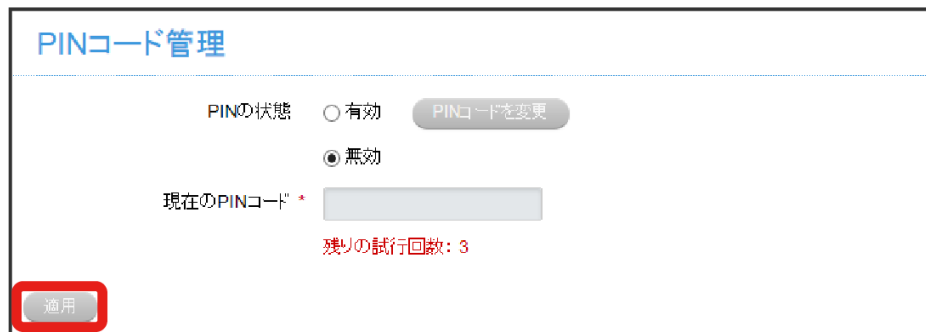 PINコード管理
PINの状態 有効 PINコードを変更
無効
現在のPINコード *
残りの試行回数: 3
適用